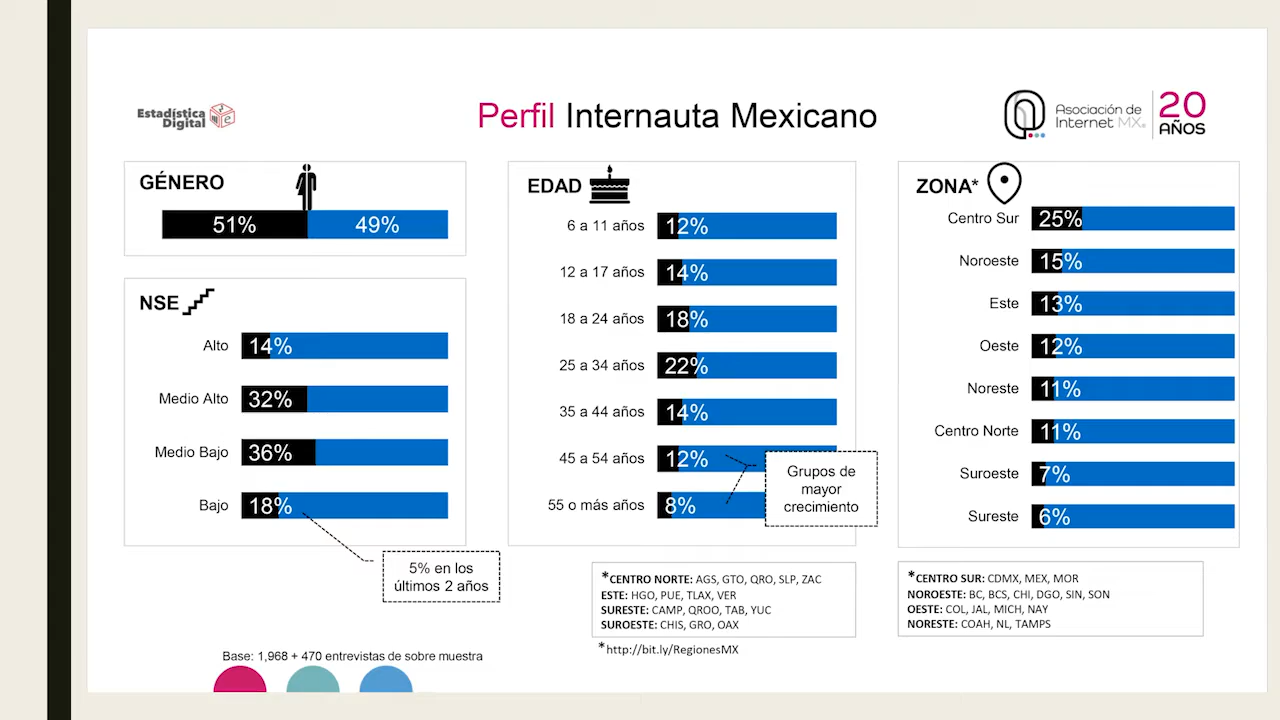 Estadística
Digital
Perfil Internauta Mexicano
Asociación de
Internet MX®
20
AÑOS
GÉNERO
51% 49%
NSE
Alto 14%
Medio Alto 32%
Medio Bajo 36%
Bajo 18%
5% en los
últimos 2 años
EDAD
6 a 11 años 12%
12 a 17 años 14%
18 a 24 años 18%
25 a 34 años 22%
35 a 44 años 14%
45 a 54 años 12%
55 o más años 8%
Grupos de
mayor
crecimiento
ZONA*
Centro Sur 25%
Noroeste 15%
Este 13%
Oeste 12%
Noreste 11%
Centro Norte 11%
Suroeste 7%
Sureste 6%
*CENTRO NORTE: AGS, GTO, QRO, SLP, ZAC
ESTE: HGO, PUE, TLAX, VER
SURESTE: CAMP, QROO, TAB, YUC
SUROESTE: CHIS, GRO, OAX
*http://bit.ly/RegionesMX
*CENTRO SUR: CDMX, MEX, MOR
NOROESTE: BC, BCS, CHI, DGO, SIN, SON
OESTE: COL, JAL, MICH, NAY
NORESTE: COAH, NL, TAMPS
Base: 1,968 + 470 entrevistas de sobre muestra